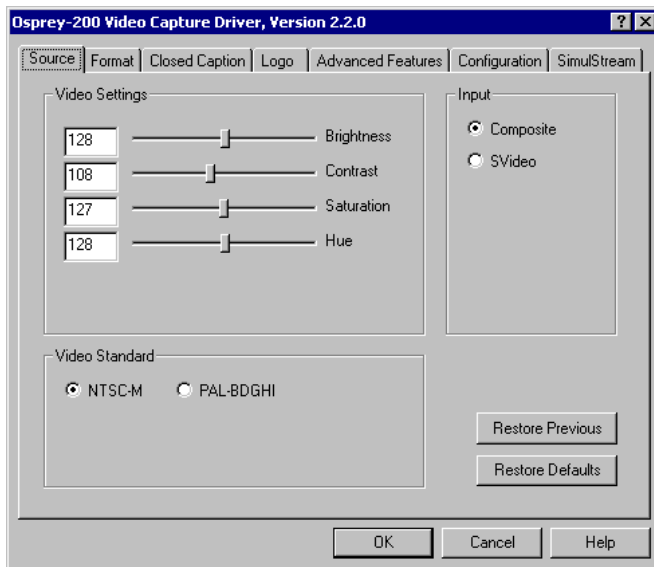 Osprey-200 Video Capture Driver, Version 2.2.0
Source Format Closed Caption Logo Advanced Features Configuration SimulStream
Video Settings
128 Brightness
108 Contrast
127 Saturation
128 Hue
Input
Composite
SVideo
Video Standard
NTSC-M PAL-BDGHI
Restore Previous
Restore Defaults
OK Cancel Help